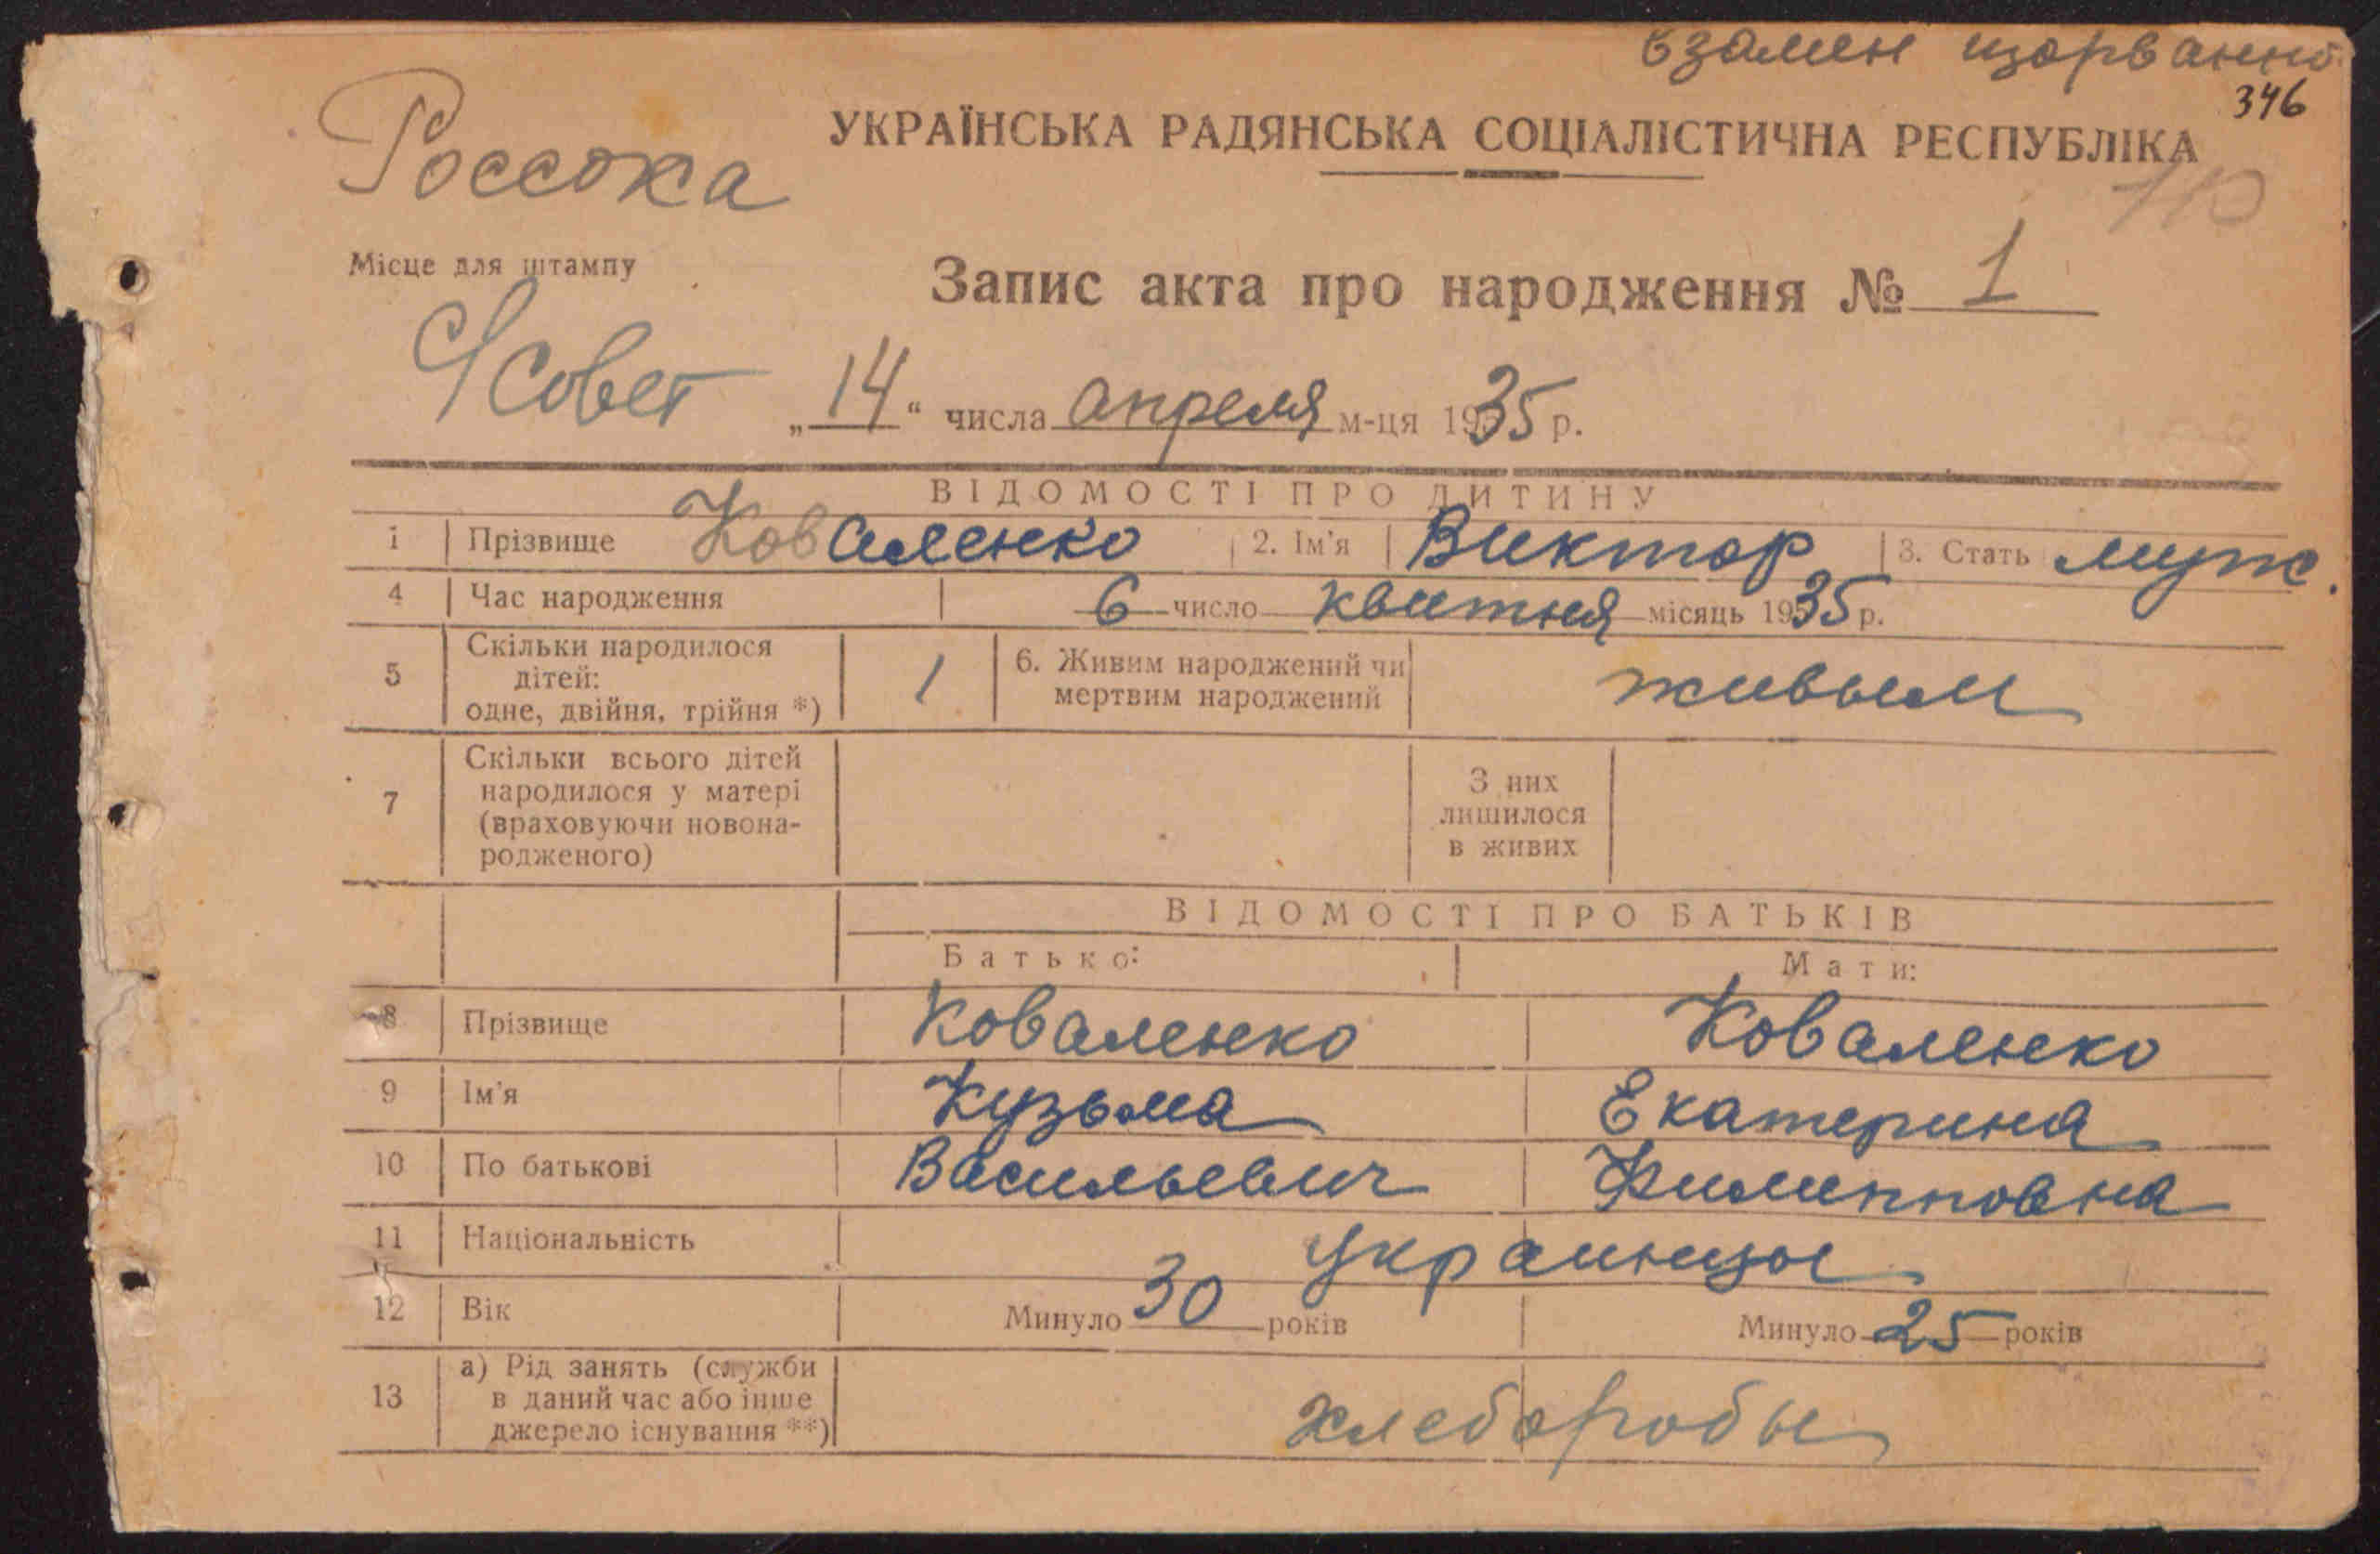 взамен изорванно
346
Россока
УКРАЇНСЬКА РАДЯНСЬКА СОЦІАЛІСТИЧНА РЕСПУБЛІКА
Місце для штампу
Запис акта про народження № 1
С/совет
„14“ числа апреля м-ця 1935 р.
ВІДОМОСТІ ПРО ДИТИНУ
1 Прізвище Коваленко 2. Ім'я Виктор 3. Стать муж.
4 Час народження 6 число квитня місяць 1935 р.
5 Скільки народилося дітей: одне, двійня, трійня *) 1 6. Живим народжений чи мертвим народжений живым
7 Скільки всього дітей народилося у матері (враховуючи новонародженого) З них лишилося в живих
ВІДОМОСТІ ПРО БАТЬКІВ
Батько: Мати:
8 Прізвище Коваленко Коваленко
9 Ім'я Кузьма Екатерина
10 По батькові Васильевич Филипповна
11 Національність украинцы
12 Вік Минуло 30 років Минуло 25 років
13 а) Рід занять (служби в даний час або інше джерело існування **) хлеборобы